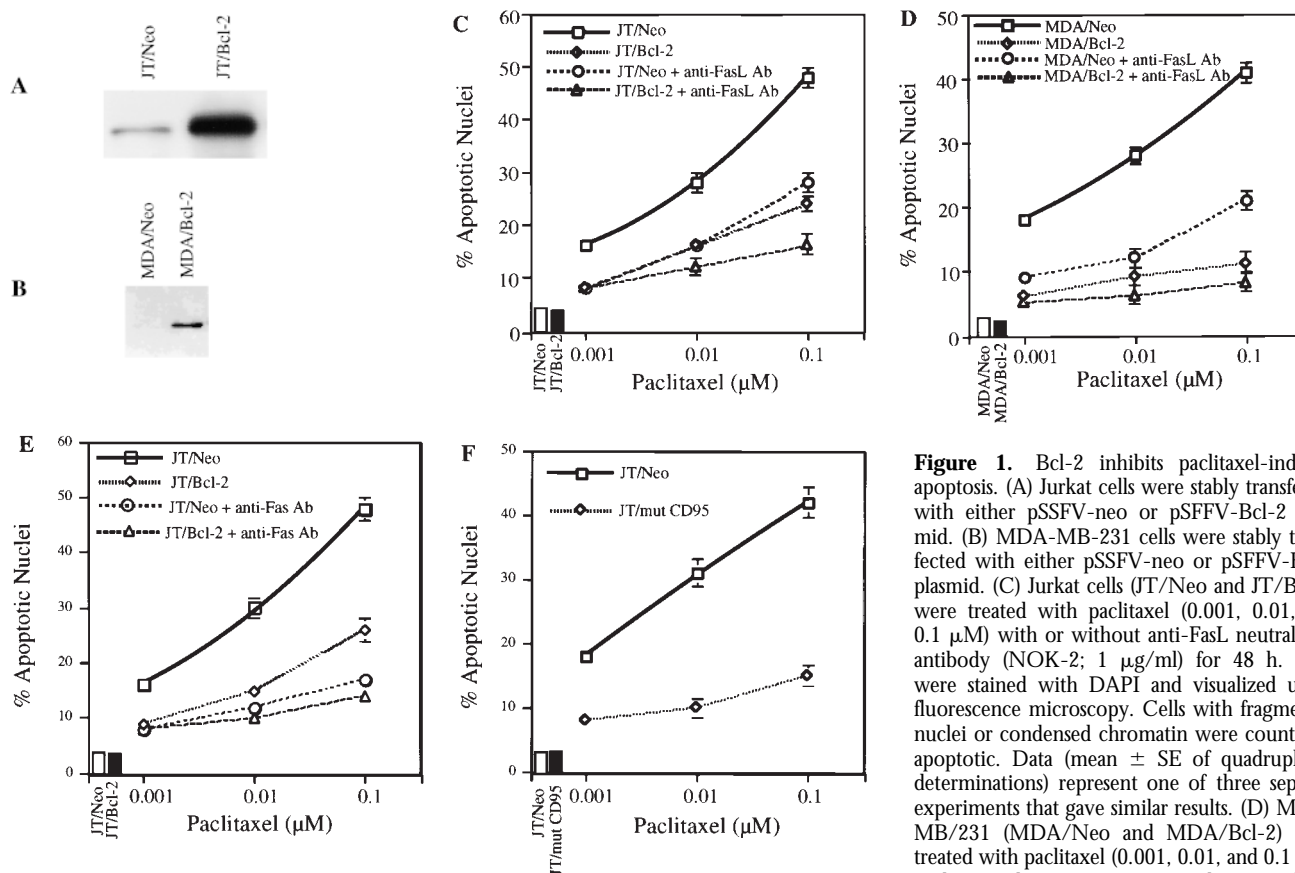 A
JT/Neo
JT/Bcl-2
B
MDA/Neo
MDA/Bcl-2
C
60
50
40
30
20
10
0
% Apoptotic Nuclei
JT/Neo
JT/Bcl-2
JT/Neo + anti-FasL Ab
JT/Bcl-2 + anti-FasL Ab
JT/Neo
JT/Bcl-2
0.001
0.01
0.1
Paclitaxel (μM)
D
50
40
30
20
10
0
% Apoptotic Nuclei
MDA/Neo
MDA/Bcl-2
MDA/Neo + anti-FasL Ab
MDA/Bcl-2 + anti-FasL Ab
MDA/Neo
MDA/Bcl-2
0.001
0.01
0.1
Paclitaxel (μM)
E
60
50
40
30
20
10
0
% Apoptotic Nuclei
JT/Neo
JT/Bcl-2
JT/Neo + anti-Fas Ab
JT/Bcl-2 + anti-Fas Ab
JT/Neo
JT/Bcl-2
0.001
0.01
0.1
Paclitaxel (μM)
F
50
40
30
20
10
0
% Apoptotic Nuclei
JT/Neo
JT/mut CD95
JT/Neo
JT/mut CD95
0.001
0.01
0.1
Paclitaxel (μM)
Figure 1. Bcl-2 inhibits paclitaxel-ind
apoptosis. (A) Jurkat cells were stably transfe
with either pSSFV-neo or pSFFV-Bcl-2
mid. (B) MDA-MB-231 cells were stably t
fected with either pSSFV-neo or pSFFV-B
plasmid. (C) Jurkat cells (JT/Neo and JT/B
were treated with paclitaxel (0.001, 0.01,
0.1 μM) with or without anti-FasL neutral
antibody (NOK-2; 1 μg/ml) for 48 h.
were stained with DAPI and visualized u
fluorescence microscopy. Cells with fragme
nuclei or condensed chromatin were count
apoptotic. Data (mean ± SE of quadrupl
determinations) represent one of three sep
experiments that gave similar results. (D) M
MB/231 (MDA/Neo and MDA/Bcl-2)
treated with paclitaxel (0.001, 0.01, and 0.1